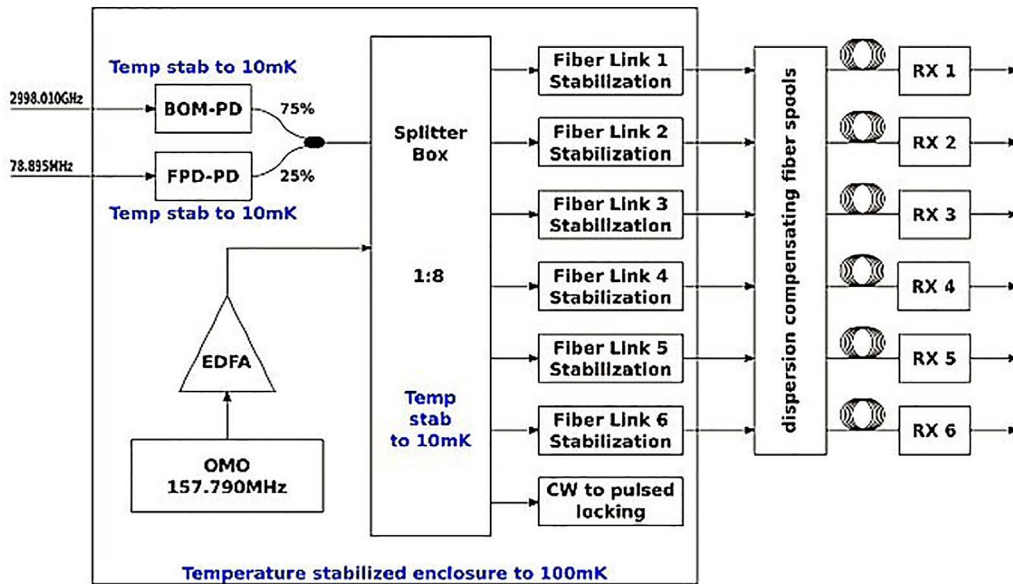 Temp stab to 10mK
2998.010GHz
BOM-PD
75%
78.895MHz
FPD-PD
25%
Temp stab to 10mK
EDFA
OMO
157.790MHz
Splitter
Box
1:8
Temp
stab
to 10mK
Fiber Link 1
Stabilization
Fiber Link 2
Stabilization
Fiber Link 3
Stabilization
Fiber Link 4
Stabilization
Fiber Link 5
Stabilization
Fiber Link 6
Stabilization
CW to pulsed
locking
dispersion compensating fiber spools
RX 1
RX 2
RX 3
RX 4
RX 5
RX 6
Temperature stabilized enclosure to 100mK